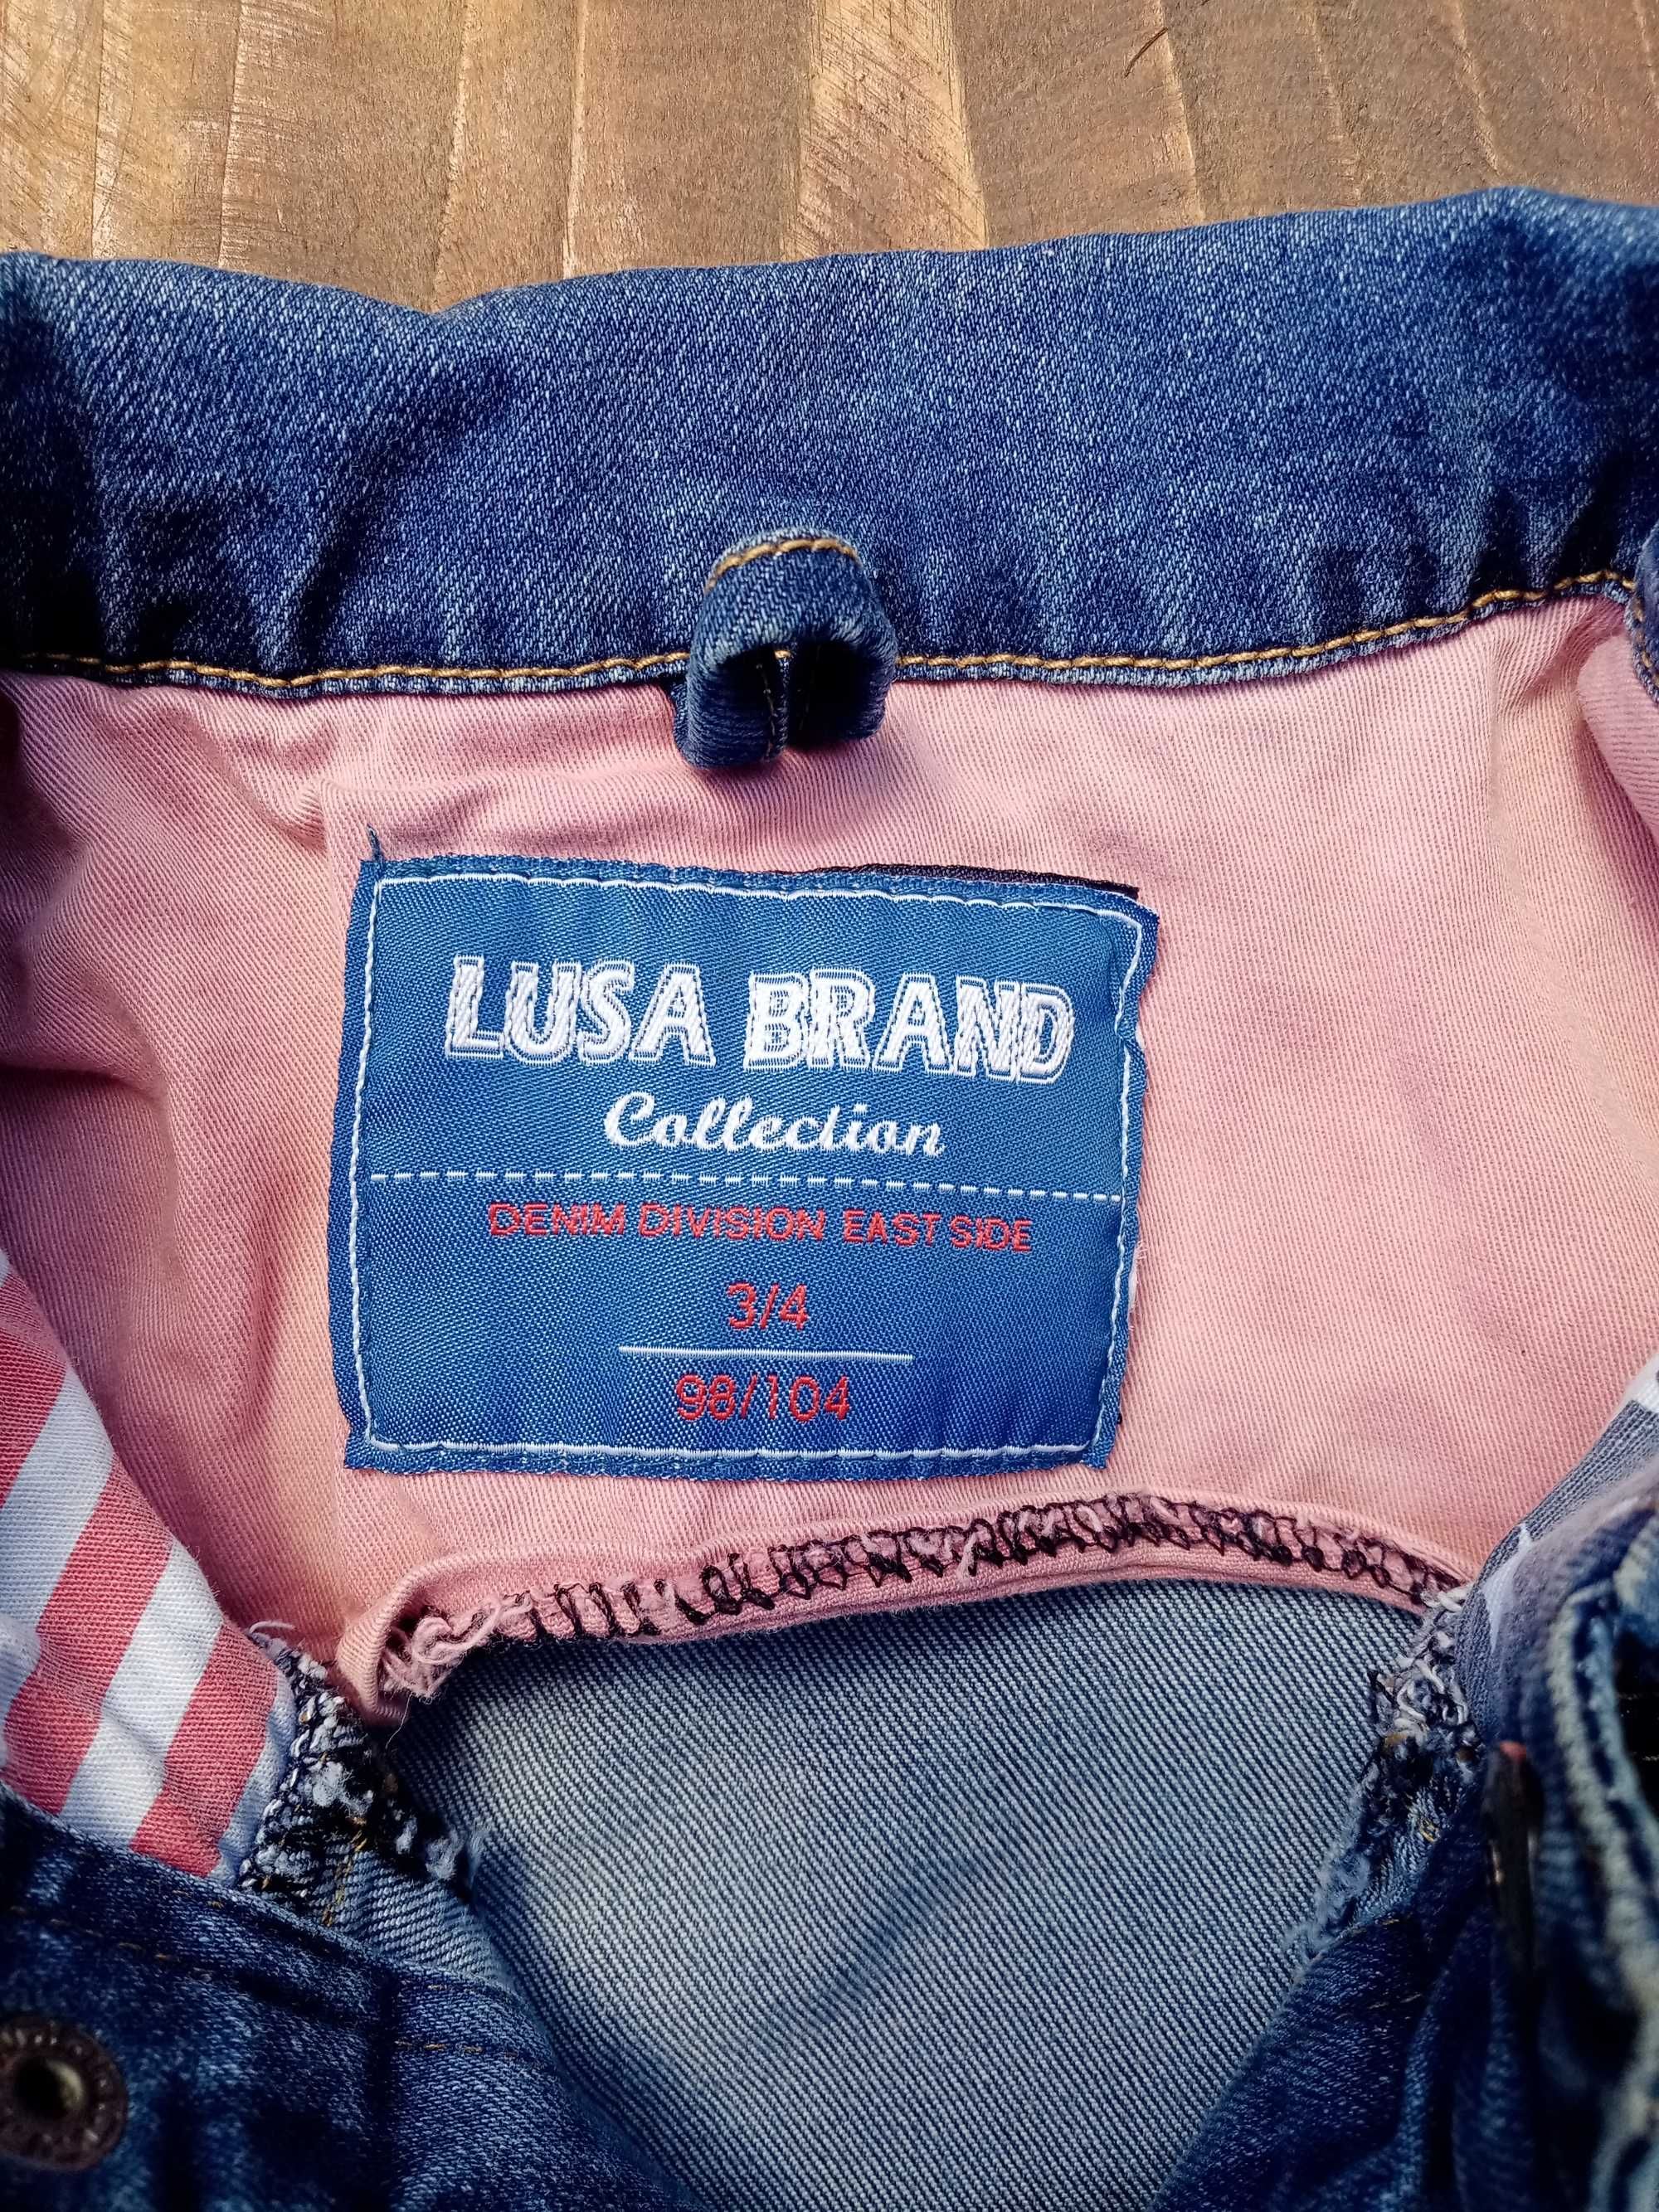 LUSA BRAND
Collection
DENIM DIVISION EAST SIDE
3/4
98/104